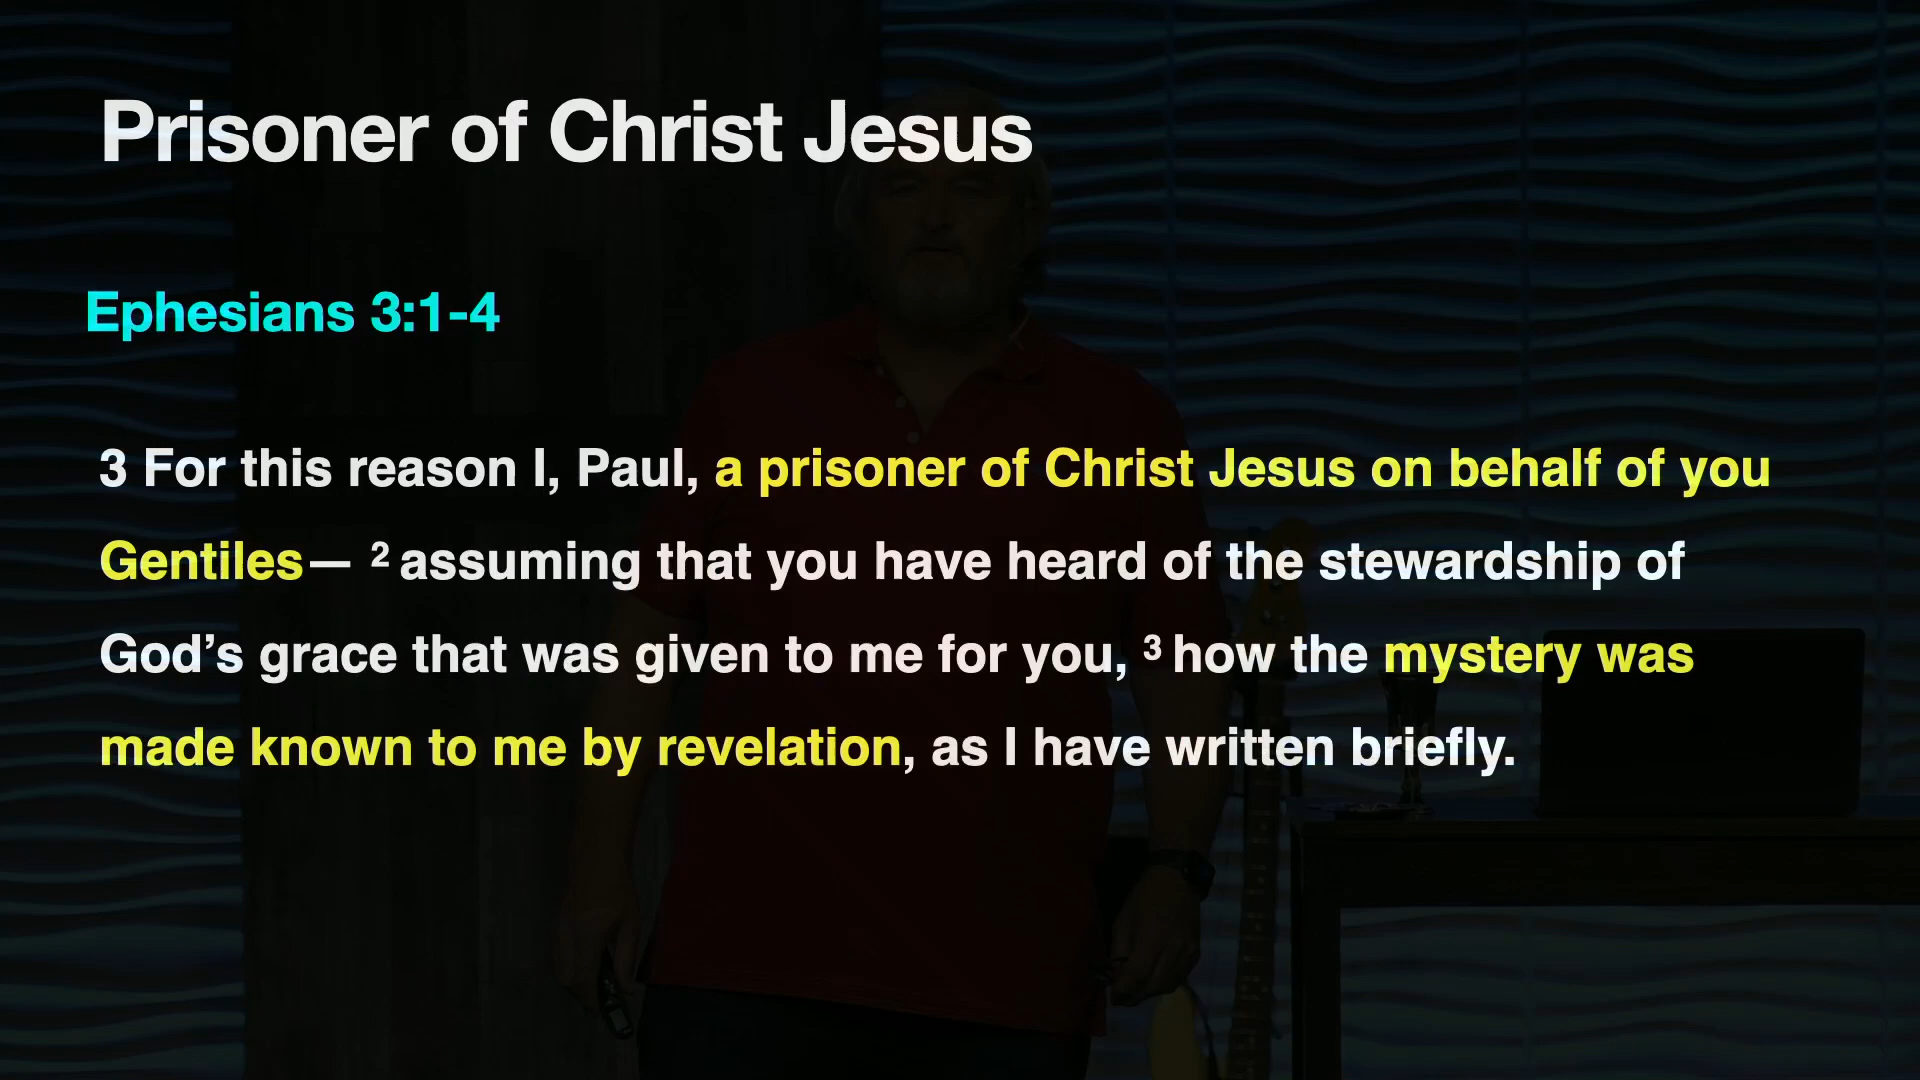 Prisoner of Christ Jesus
Ephesians 3:1-4
3 For this reason I, Paul, a prisoner of Christ Jesus on behalf of you
Gentiles— ² assuming that you have heard of the stewardship of
God’s grace that was given to me for you, ³ how the mystery was
made known to me by revelation, as I have written briefly.